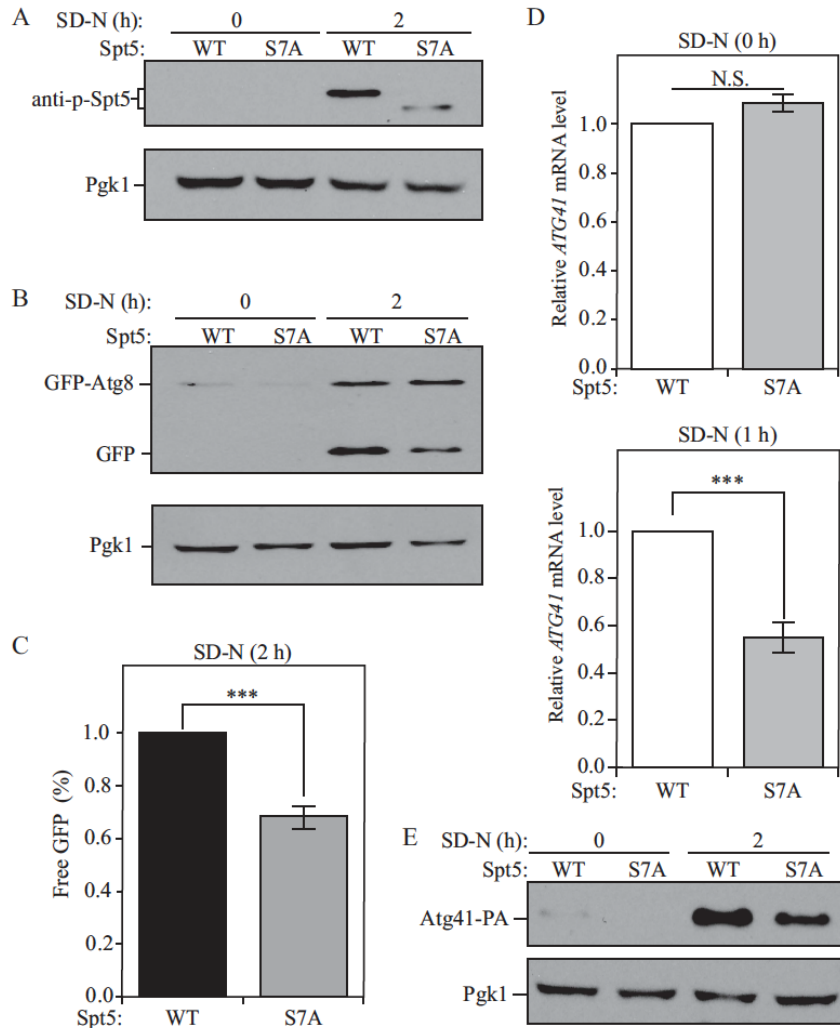 A
SD-N (h): 0 2
Spt5: WT S7A WT S7A
anti-p-Spt5
Pgk1
B
SD-N (h): 0 2
Spt5: WT S7A WT S7A
GFP-Atg8
GFP
Pgk1
C
SD-N (2 h)
***
Free GFP (%)
1.0
0.8
0.6
0.4
0.2
0.0
Spt5: WT S7A
D
SD-N (0 h)
N.S.
Relative ATG41 mRNA level
1.0
0.8
0.6
0.4
0.2
0.0
Spt5: WT S7A
SD-N (1 h)
***
Relative ATG41 mRNA level
1.0
0.8
0.6
0.4
0.2
0.0
Spt5: WT S7A
E
SD-N (h): 0 2
Spt5: WT S7A WT S7A
Atg41-PA
Pgk1